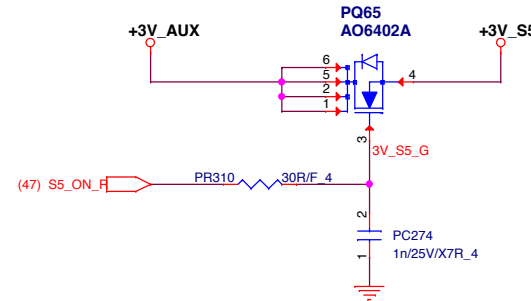 PQ65
AO6402A
+3V_AUX
+3V_S5
6
5
2
1
4
3
3V_S5_G
(47) S5_ON_R
PR310
30R/F_4
2
1
PC274
1n/25V/X7R_4